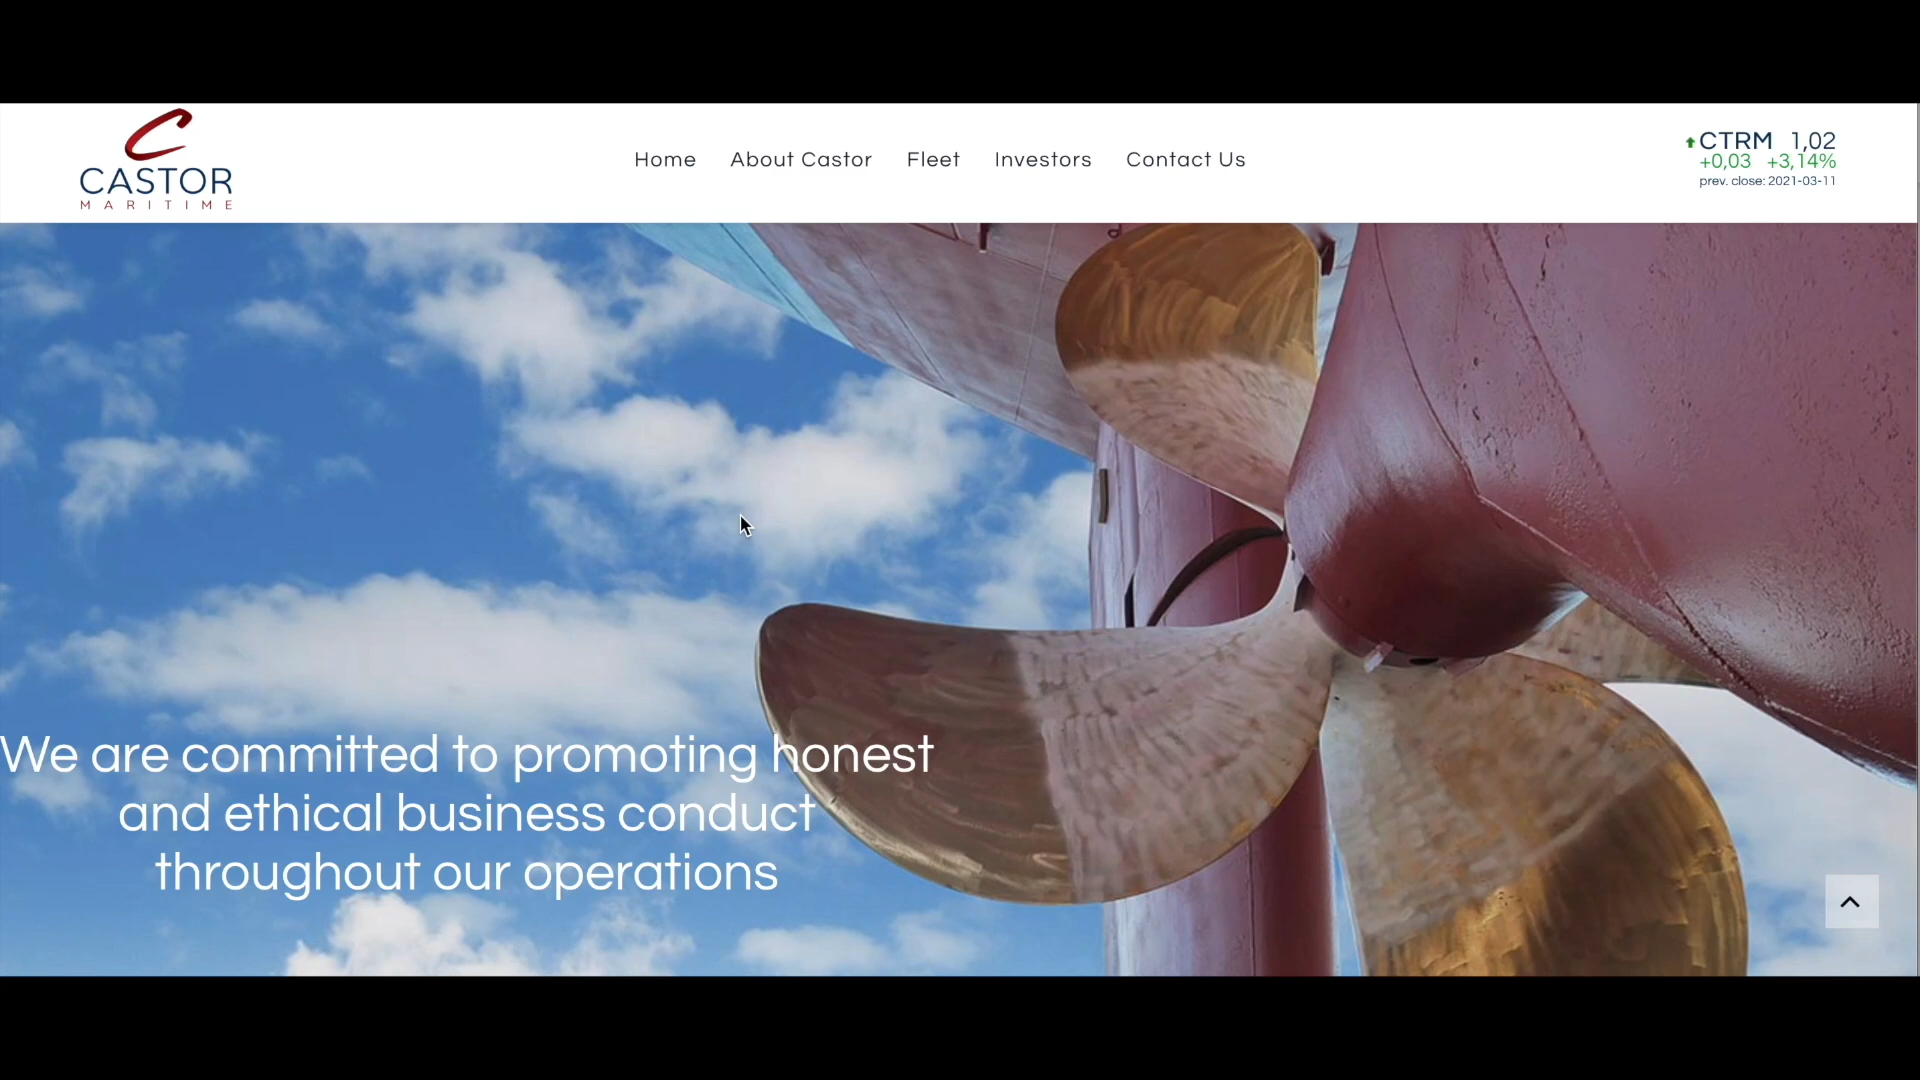 CASTOR
MARITIME
Home About Castor Fleet Investors Contact Us
CTRM 1,02
+0,03 +3,14%
prev. close: 2021-03-11
We are committed to promoting honest
and ethical business conduct
throughout our operations